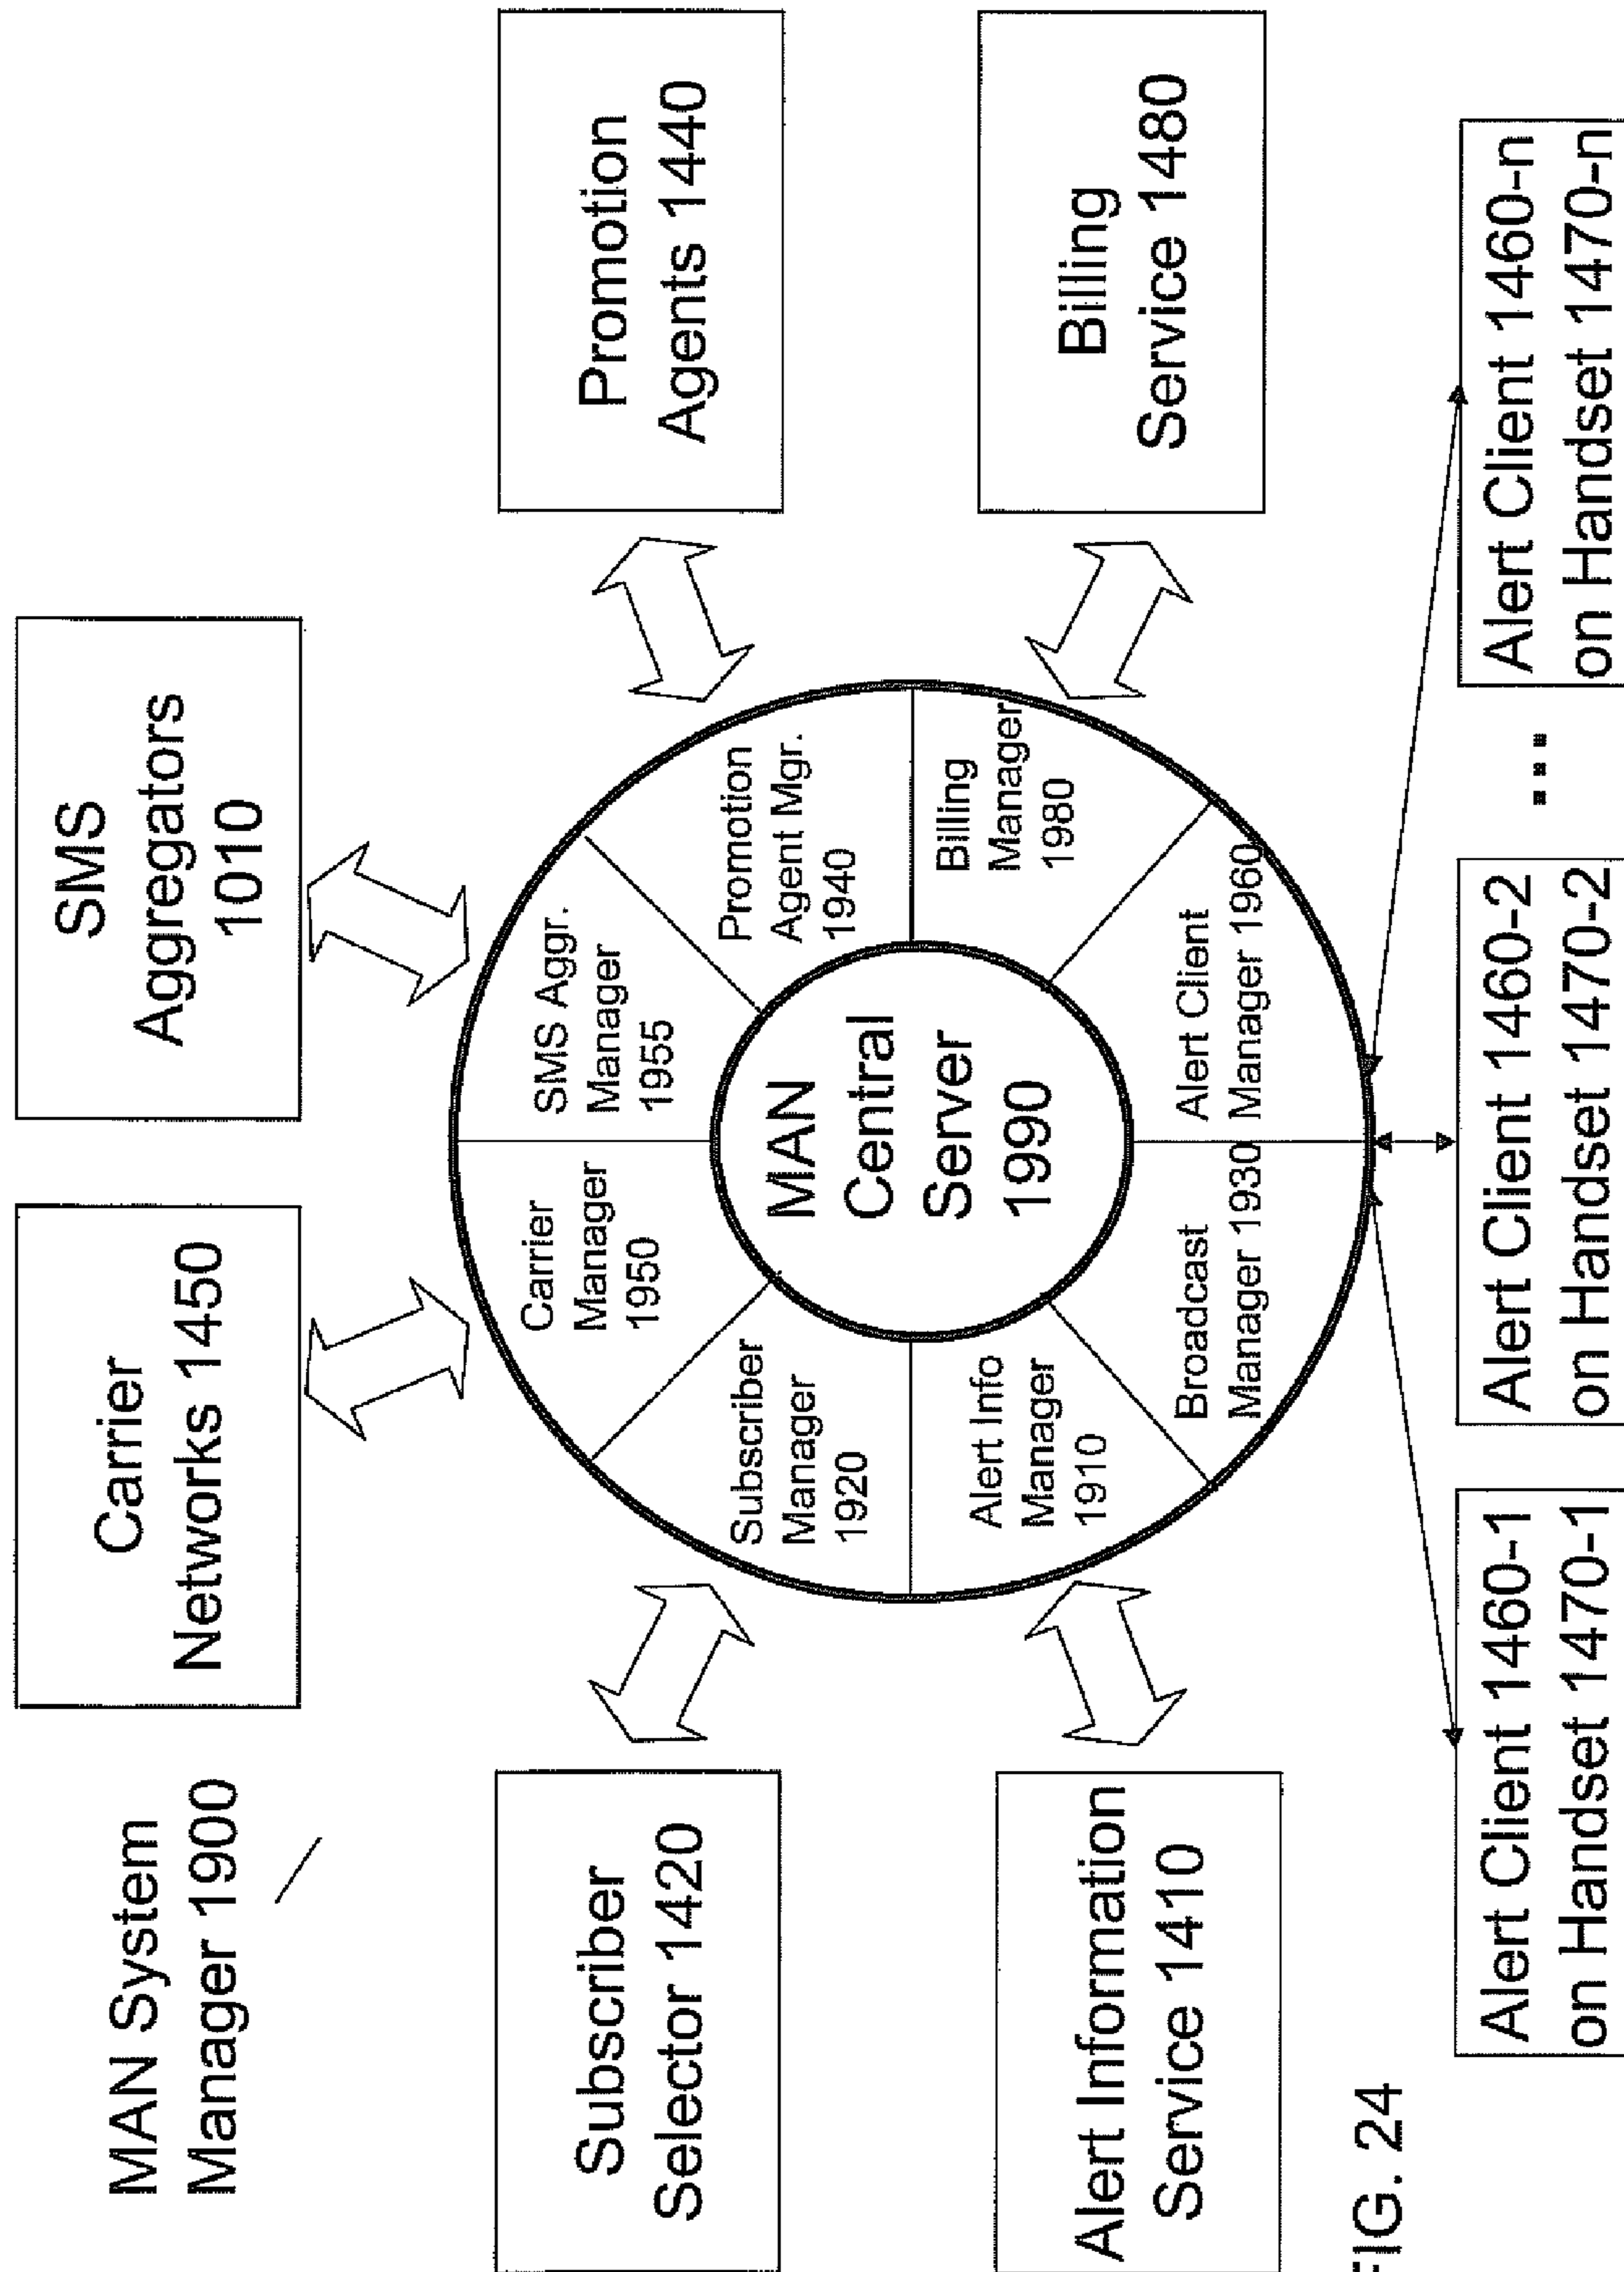 MAN System
Manager 1900
Carrier
Networks 1450
SMS
Aggregators
1010
Subscriber
Selector 1420
Promotion
Agents 1440
Carrier
Manager
1950
SMS Aggr.
Manager
1955
Subscriber
Manager
1920
Promotion
Agent Mgr.
1940
MAN
Central
Server
1990
Alert Info
Manager
1910
Billing
Manager
1980
Broadcast
Manager 1930
Alert Client
Manager 1960
Alert Information
Service 1410
Billing
Service 1480
FIG. 24
Alert Client 1460-1
on Handset 1470-1
Alert Client 1460-2
on Handset 1470-2
...
Alert Client 1460-n
on Handset 1470-n